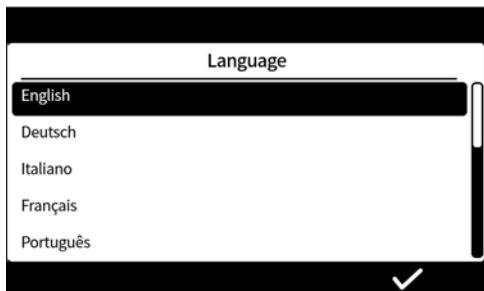 Language
English
Deutsch
Italiano
Français
Português